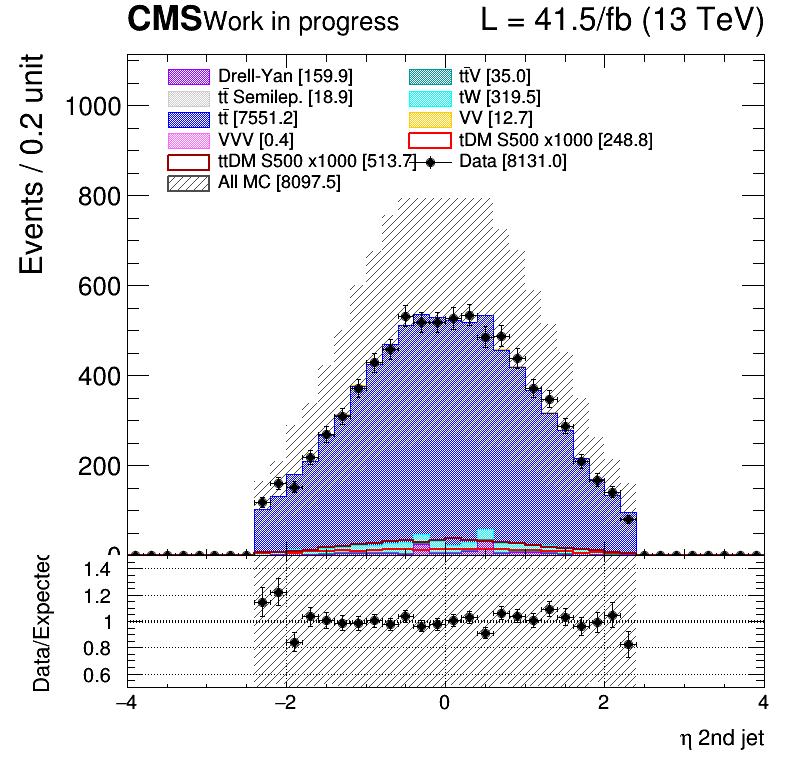 CMS Work in progress L = 41.5/fb (13 TeV)
Events / 0.2 unit
Drell-Yan [159.9]
tt̄V [35.0]
tt̄ Semilep. [18.9]
tW [319.5]
tt̄ [7551.2]
VV [12.7]
VVV [0.4]
tDM S500 x1000 [248.8]
ttDM S500 x1000 [513.7]
Data [8131.0]
All MC [8097.5]
1000
800
600
400
200
0
Data/Expected
1.4
1.2
1
0.8
0.6
−4 −2 0 2 4
η 2nd jet